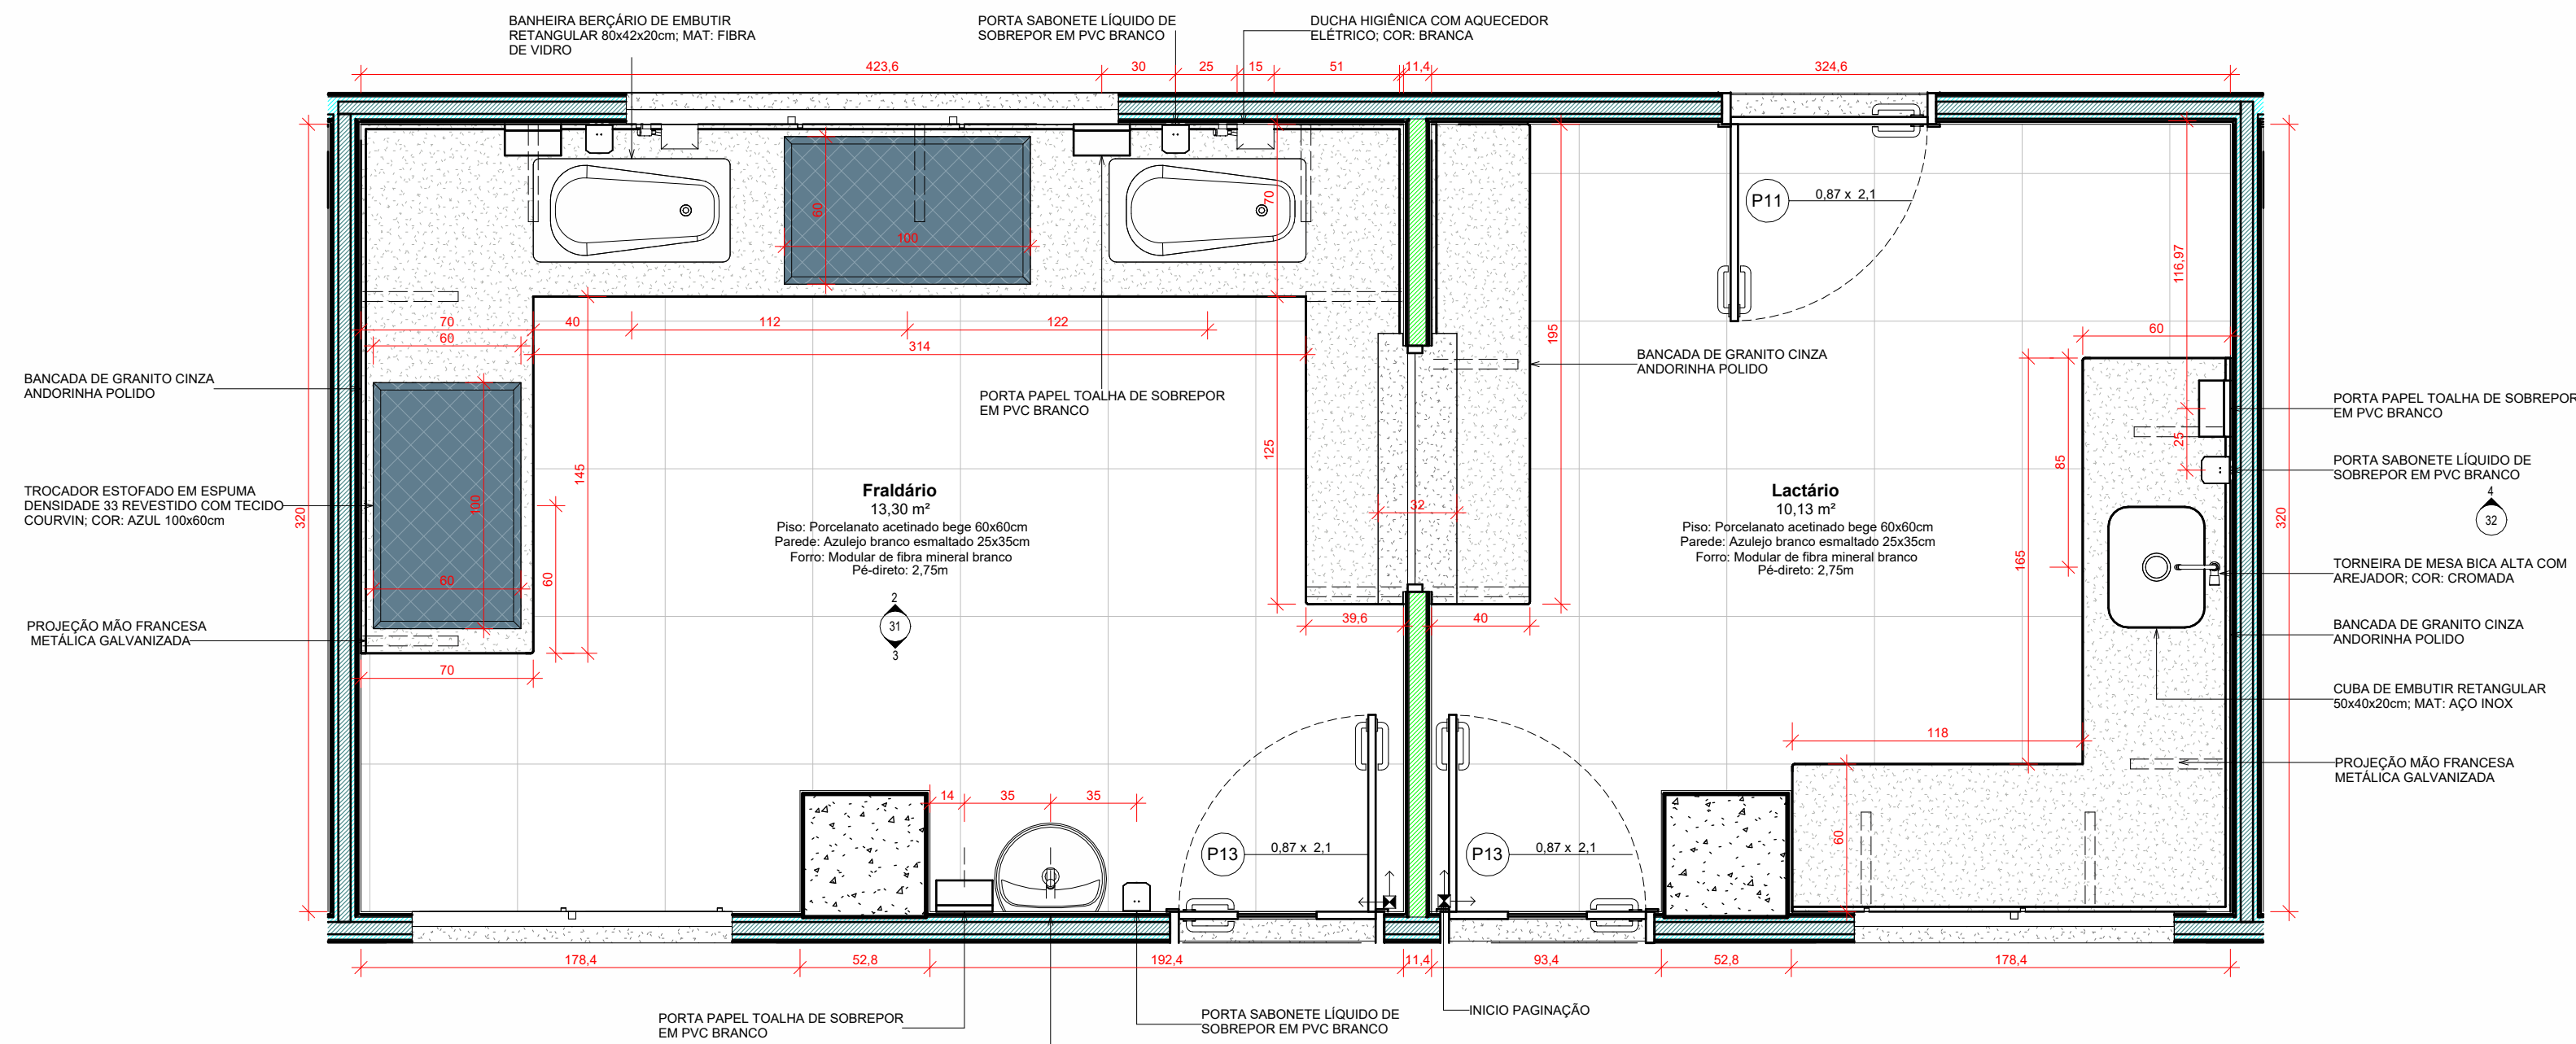 BANHEIRA BERÇÁRIO DE EMBUTIR
RETANGULAR 80x42x20cm; MAT: FIBRA
DE VIDRO
PORTA SABONETE LÍQUIDO DE
SOBREPOR EM PVC BRANCO
DUCHA HIGIÊNICA COM AQUECEDOR
ELÉTRICO; COR: BRANCA
423,6
30
25
15
51
11,4
324,6
60
100
70
P11
0,87 x 2,1
116,97
70
40
112
122
60
314
195
60
BANCADA DE GRANITO CINZA
ANDORINHA POLIDO
BANCADA DE GRANITO CINZA
ANDORINHA POLIDO
PORTA PAPEL TOALHA DE SOBREPOR
EM PVC BRANCO
PORTA PAPEL TOALHA DE SOBREPOR
EM PVC BRANCO
25
125
145
85
PORTA SABONETE LÍQUIDO DE
SOBREPOR EM PVC BRANCO
TROCADOR ESTOFADO EM ESPUMA
DENSIDADE 33 REVESTIDO COM TECIDO
COURVIN; COR: AZUL 100x60cm
320
100
60
60
Fraldário
13,30 m²
Piso: Porcelanato acetinado bege 60x60cm
Parede: Azulejo branco esmaltado 25x35cm
Forro: Modular de fibra mineral branco
Pé-direto: 2,75m
32
Lactário
10,13 m²
Piso: Porcelanato acetinado bege 60x60cm
Parede: Azulejo branco esmaltado 25x35cm
Forro: Modular de fibra mineral branco
Pé-direto: 2,75m
165
320
4
32
TORNEIRA DE MESA BICA ALTA COM
AREJADOR; COR: CROMADA
2
31
3
39,6
40
PROJEÇÃO MÃO FRANCESA
METÁLICA GALVANIZADA
BANCADA DE GRANITO CINZA
ANDORINHA POLIDO
70
CUBA DE EMBUTIR RETANGULAR
50x40x20cm; MAT: AÇO INOX
118
PROJEÇÃO MÃO FRANCESA
METÁLICA GALVANIZADA
14
35
35
60
P13
0,87 x 2,1
P13
0,87 x 2,1
178,4
52,8
192,4
11,4
93,4
52,8
178,4
INICIO PAGINAÇÃO
PORTA PAPEL TOALHA DE SOBREPOR
EM PVC BRANCO
PORTA SABONETE LÍQUIDO DE
SOBREPOR EM PVC BRANCO